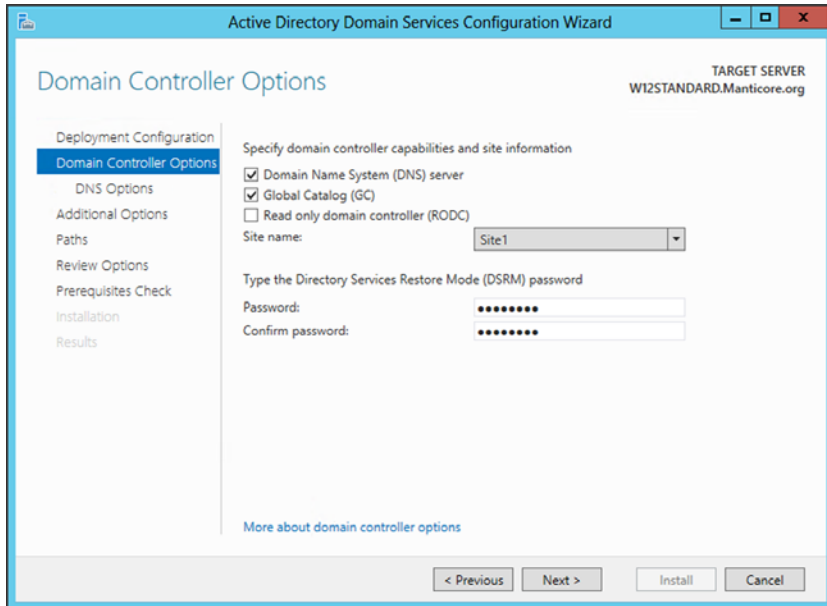 Active Directory Domain Services Configuration Wizard
Domain Controller Options
TARGET SERVER
W12STANDARD.Manticore.org
Deployment Configuration
Domain Controller Options
DNS Options
Additional Options
Paths
Review Options
Prerequisites Check
Installation
Results
Specify domain controller capabilities and site information
Domain Name System (DNS) server
Global Catalog (GC)
Read only domain controller (RODC)
Site name: Site1
Type the Directory Services Restore Mode (DSRM) password
Password: ●●●●●●●●
Confirm password: ●●●●●●●●
More about domain controller options
< Previous Next > Install Cancel